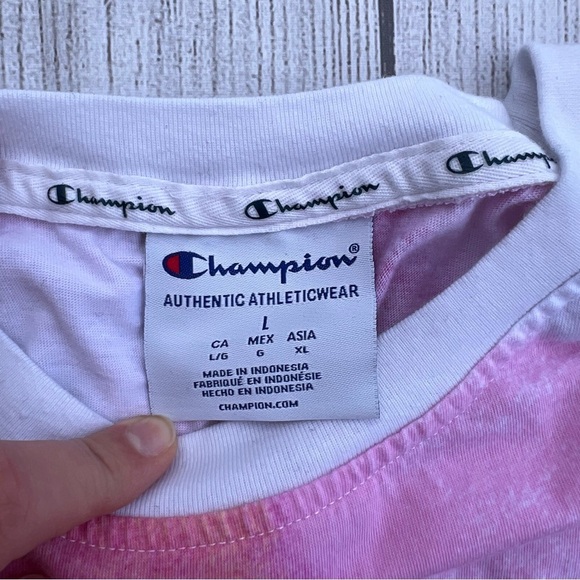 Champion Champion Champ
Champion®
AUTHENTIC ATHLETICWEAR
L
CA MEX ASIA
L/G G XL
MADE IN INDONESIA
FABRIQUÉ EN INDONÉSIE
HECHO EN INDONESIA
CHAMPION.COM